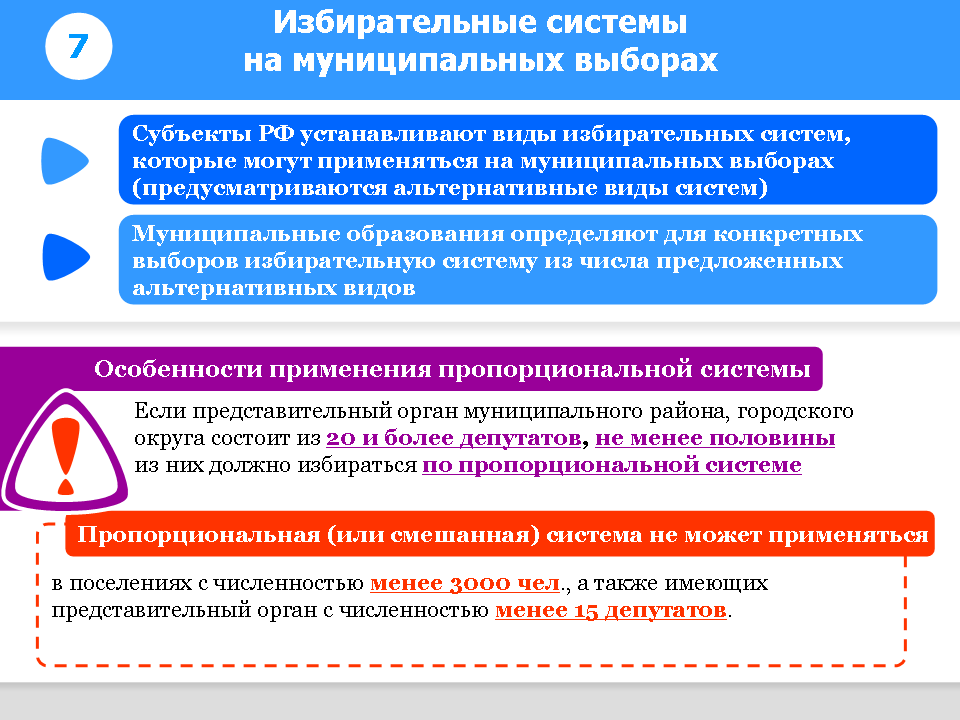 7
Избирательные системы
на муниципальных выборах
Субъекты РФ устанавливают виды избирательных систем,
которые могут применяться на муниципальных выборах
(предусматриваются альтернативные виды систем)
Муниципальные образования определяют для конкретных
выборов избирательную систему из числа предложенных
альтернативных видов
Особенности применения пропорциональной системы
Если представительный орган муниципального района, городского
округа состоит из 20 и более депутатов, не менее половины
из них должно избираться по пропорциональной системе
Пропорциональная (или смешанная) система не может применяться
в поселениях с численностью менее 3000 чел., а также имеющих
представительный орган с численностью менее 15 депутатов.